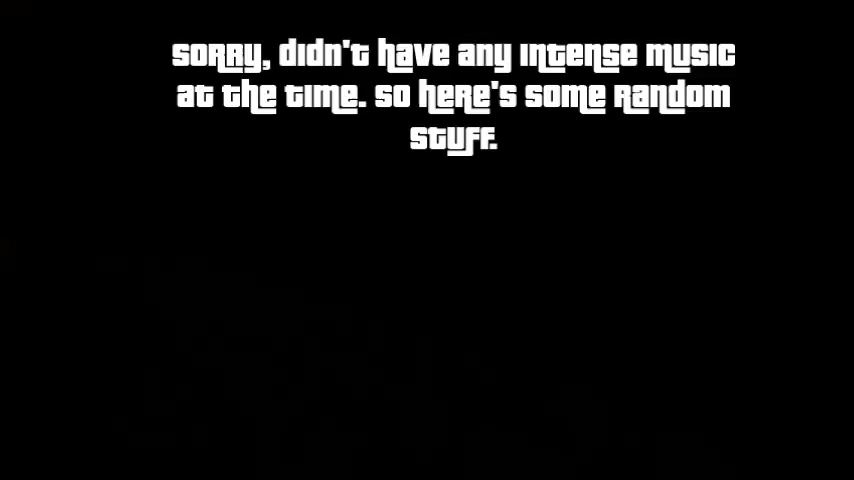 Sorry, didn't have any intense music
at the time. So here's some random
stuff.